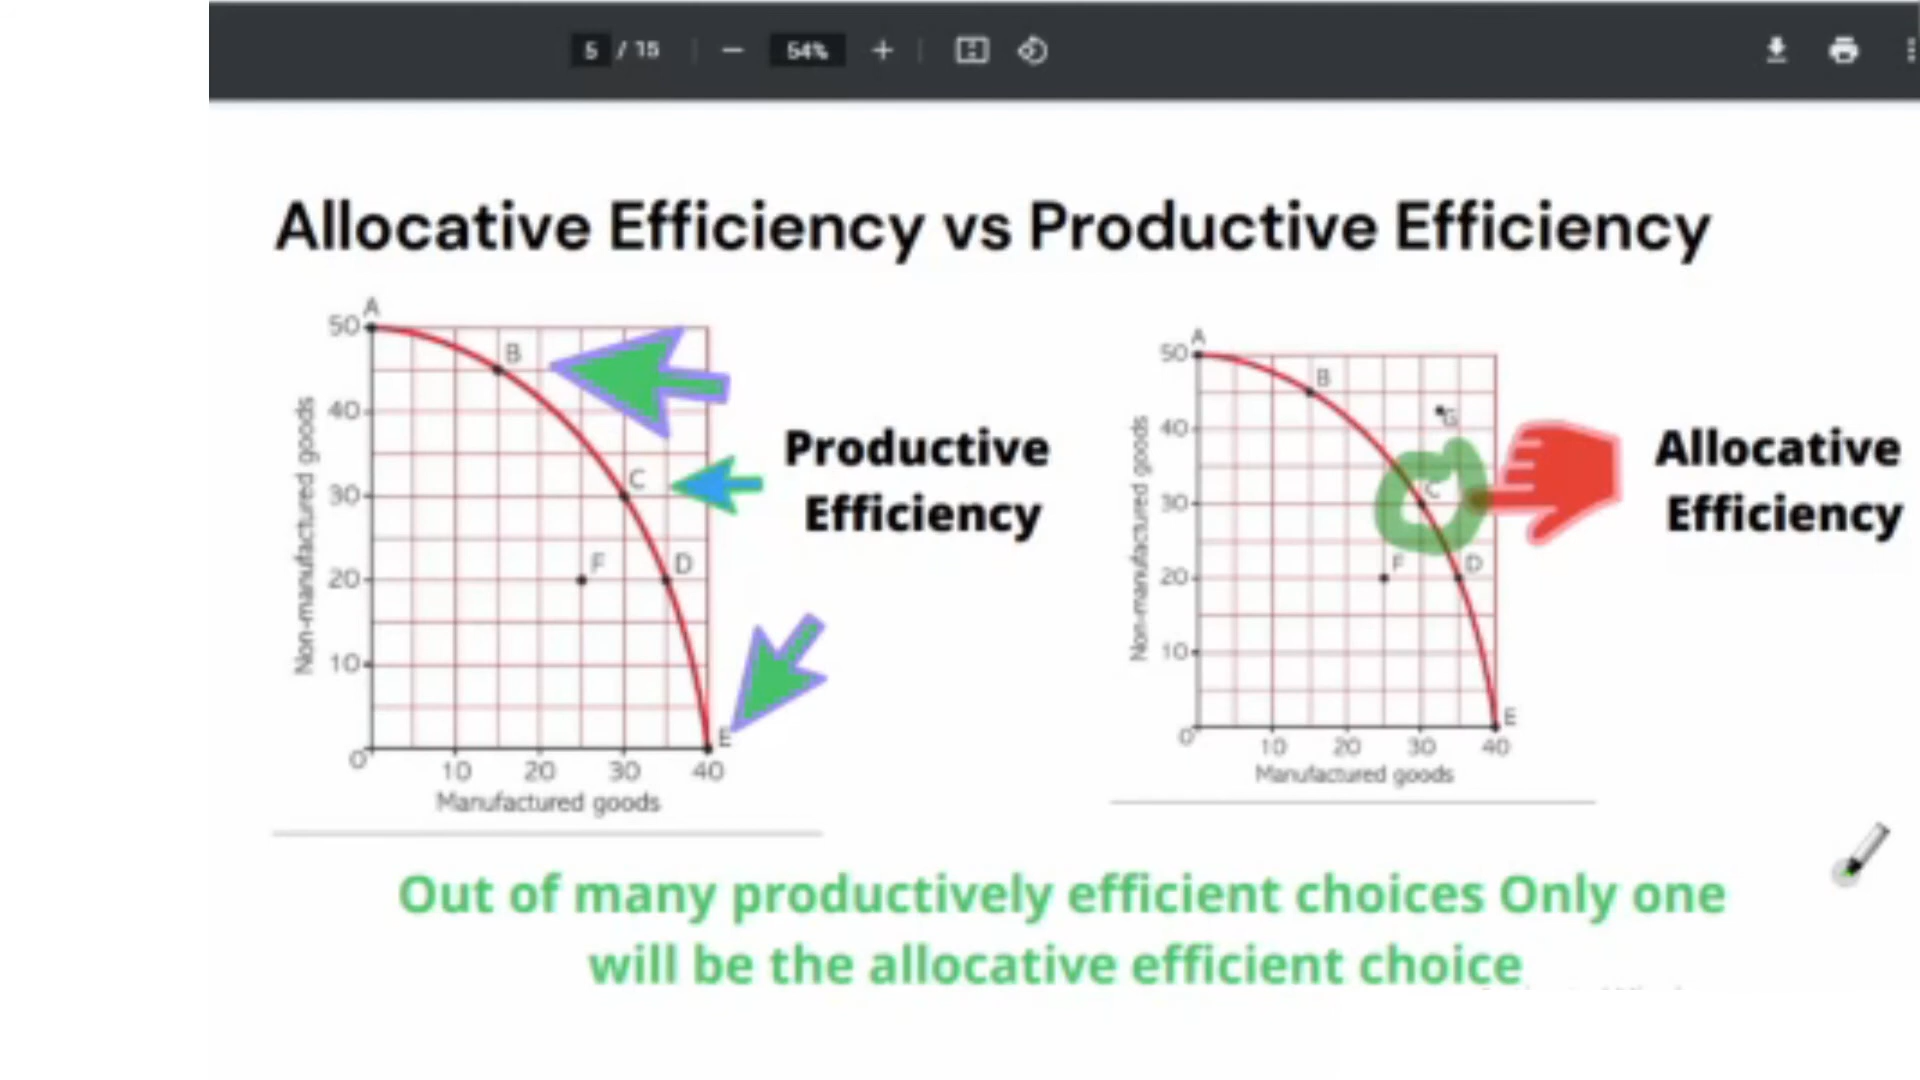 5 / 15
54%
Allocative Efficiency vs Productive Efficiency
A
50
B
40
C
30
F
D
20
10
E
0
10 20 30 40
Non-manufactured goods
Manufactured goods
Productive
Efficiency
A
50
B
G
40
C
30
F
D
20
10
E
0
10 20 30 40
Non-manufactured goods
Manufactured goods
Allocative
Efficiency
Out of many productively efficient choices Only one
will be the allocative efficient choice